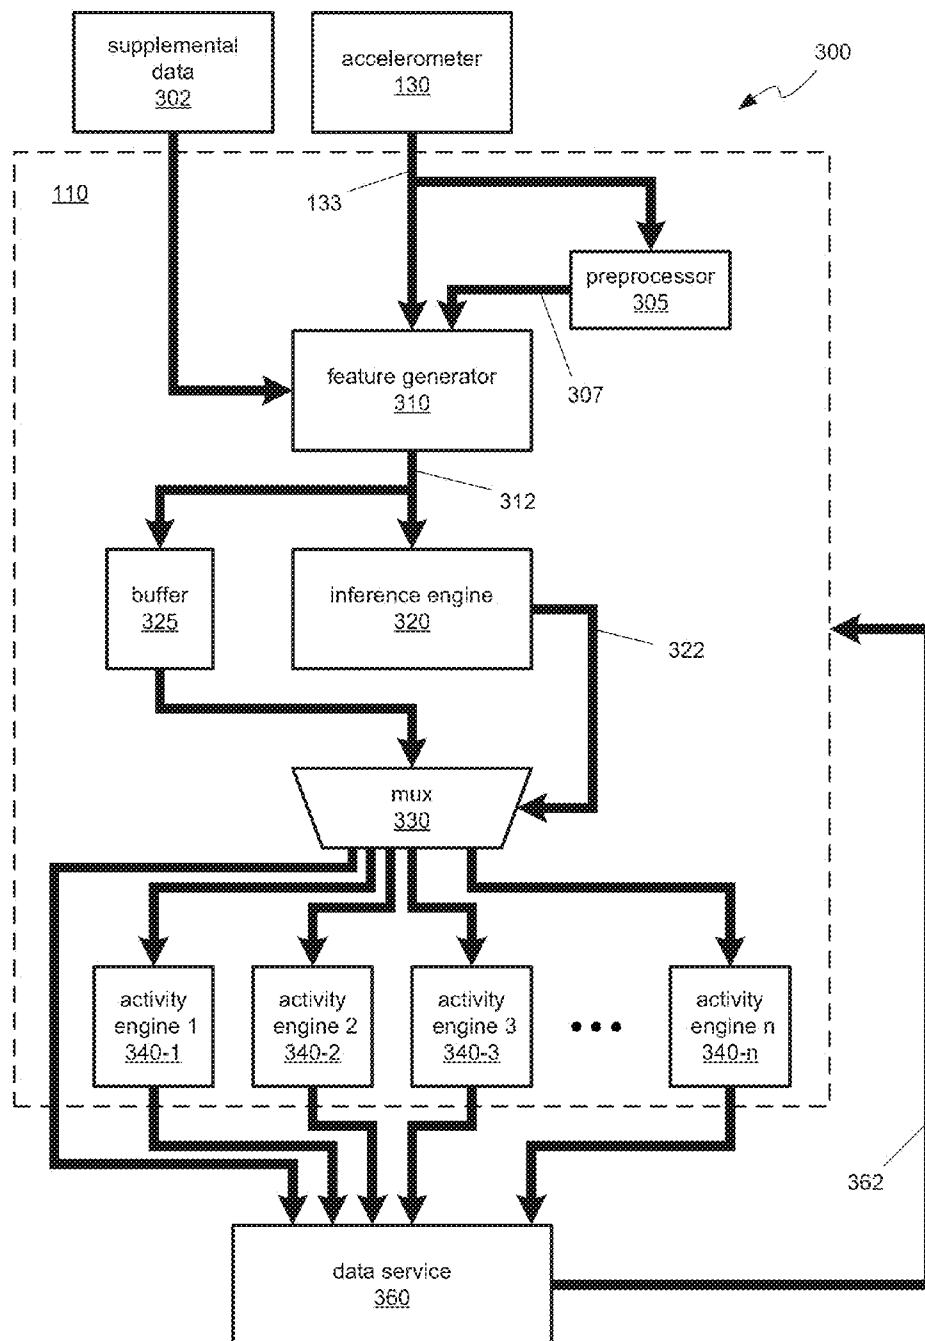 supplemental
data
302
accelerometer
130
300
110
133
preprocessor
305
307
feature generator
310
312
buffer
325
inference engine
320
322
mux
330
activity
engine 1
340-1
activity
engine 2
340-2
activity
engine 3
340-3
activity
engine n
340-n
362
data service
360